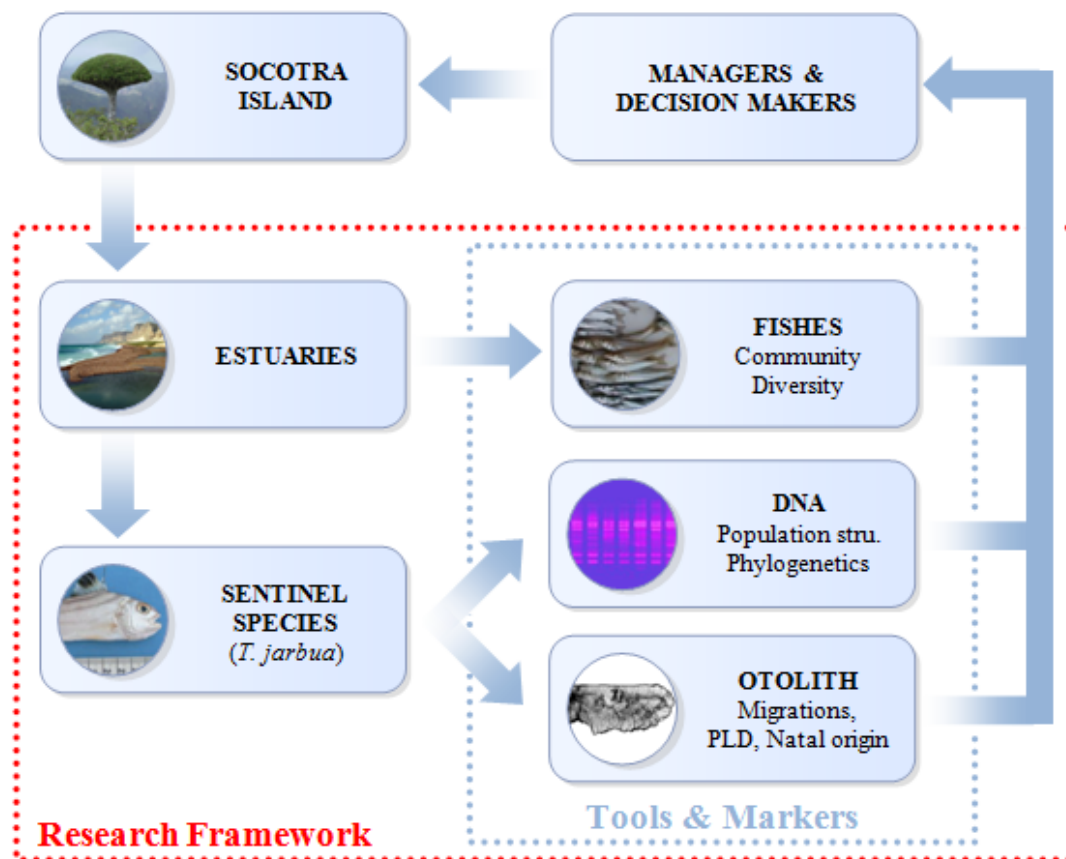 SOCOTRA
ISLAND
MANAGERS &
DECISION MAKERS
ESTUARIES
FISHES
Community
Diversity
DNA
Population stru.
Phylogenetics
SENTINEL
SPECIES
(T. jarbua)
OTOLITH
Migrations,
PLD, Natal origin
Tools & Markers
Research Framework